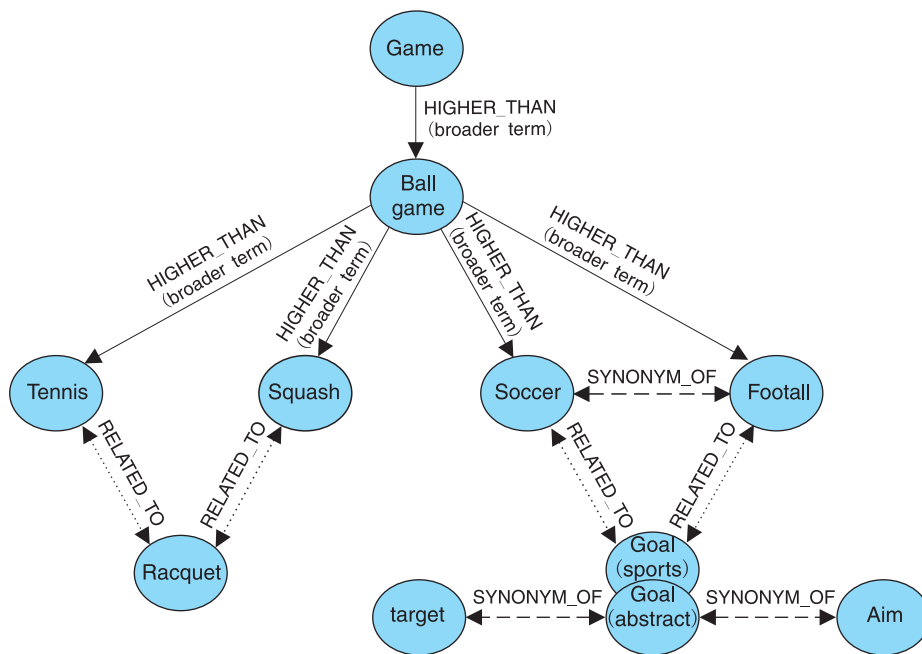 Game
HIGHER_THAN
(broader term)
Ball
game
HIGHER_THAN
(broader term)
HIGHER_THAN
(broader term)
HIGHER_THAN
(broader term)
HIGHER_THAN
(broader term)
Tennis
Squash
Soccer
SYNONYM_OF
Footall
RELATED_TO
RELATED_TO
RELATED_TO
RELATED_TO
Racquet
Goal
(sports)
target
SYNONYM_OF
Goal
(abstract)
SYNONYM_OF
Aim